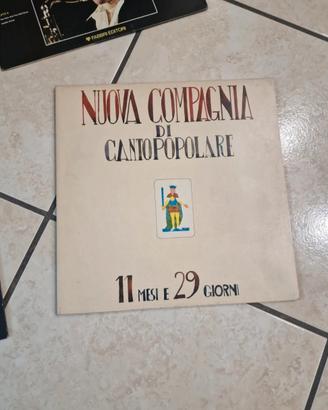 FABBRI EDITORI
NUOVA COMPAGNIA
DI
CANTOPOPOLARE
11 MESI E 29 GIORNI